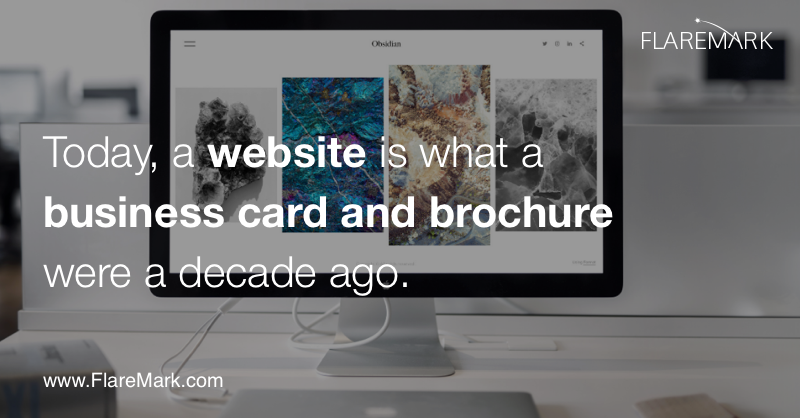 Obsidian
FLAREMARK
Today, a website is what a
business card and brochure
were a decade ago.
www.FlareMark.com